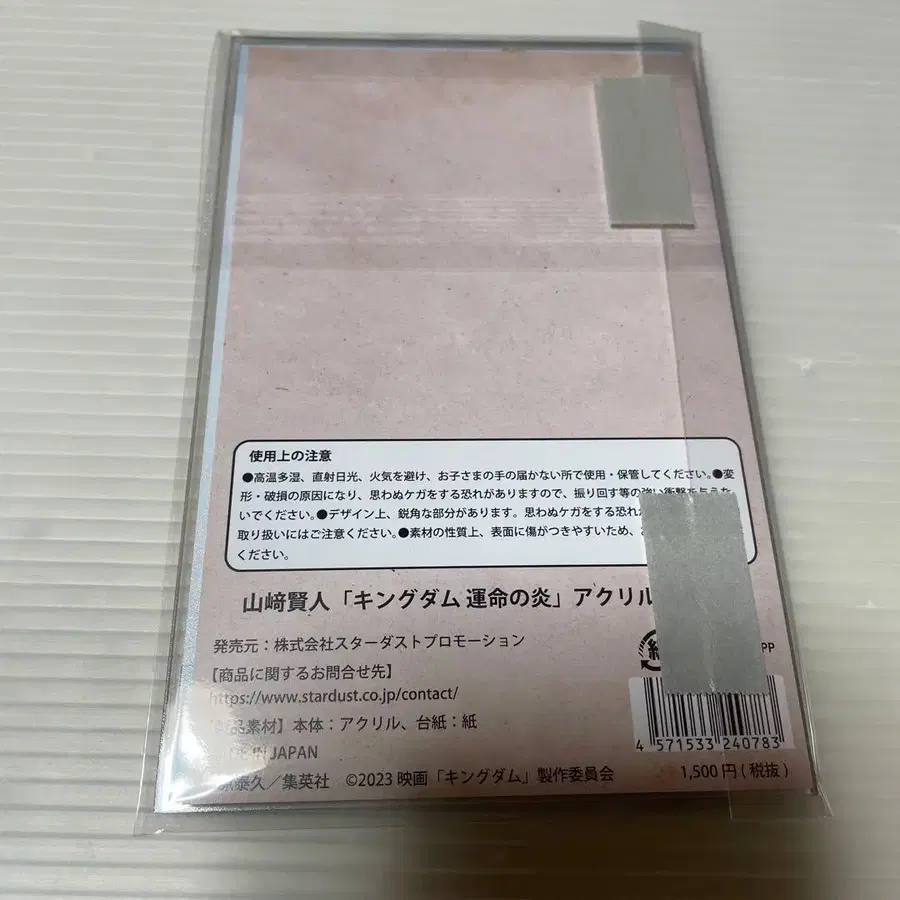 使用上の注意
●高温多湿、直射日光、火気を避け、お子さまの手の届かない所で使用・保管してください。●変
形・破損の原因になり、思わぬケガをする恐れがありますので、振り回す等の強い衝撃を与えな
いでください。●デザイン上、鋭角な部分があります。思わぬケガをする恐れ
取り扱いにはご注意ください。●素材の性質上、表面に傷がつきやすいため、
ください。
山﨑賢人「キングダム 運命の炎」アクリル
発売元：株式会社スターダストプロモーション
【商品に関するお問合せ先】
https://www.stardust.co.jp/contact/
品素材】本体：アクリル、台紙：紙
IN JAPAN
泰久／集英社 ©2023 映画「キングダム」製作委員会
紙
PP
4 571533 240783
1,500円(税抜)